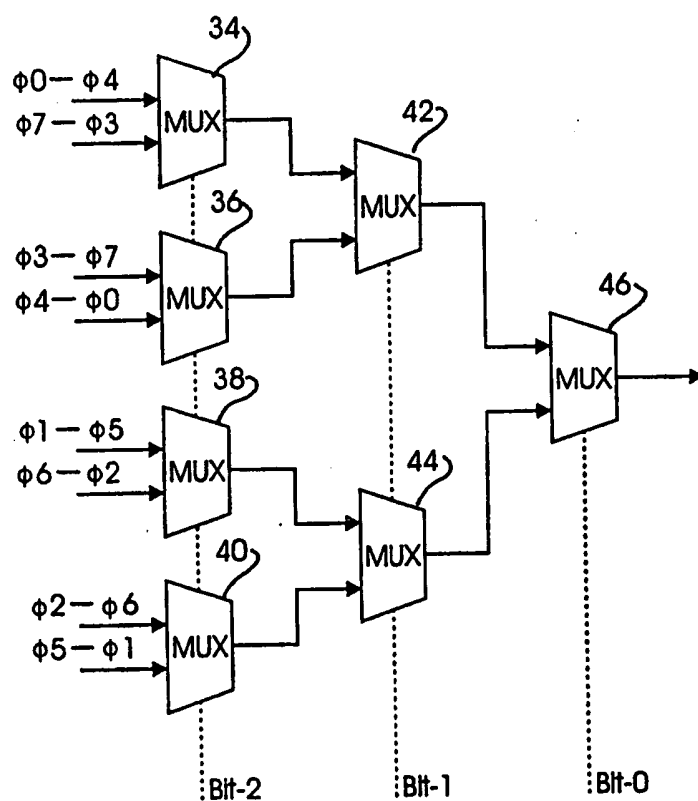 34
φ0─ φ4
φ7─ φ3
MUX
42
MUX
36
φ3─ φ7
φ4─ φ0
MUX
46
MUX
38
φ1─ φ5
φ6─ φ2
MUX
44
MUX
40
φ2─ φ6
φ5─ φ1
MUX
Bit-2
Bit-1
Bit-0